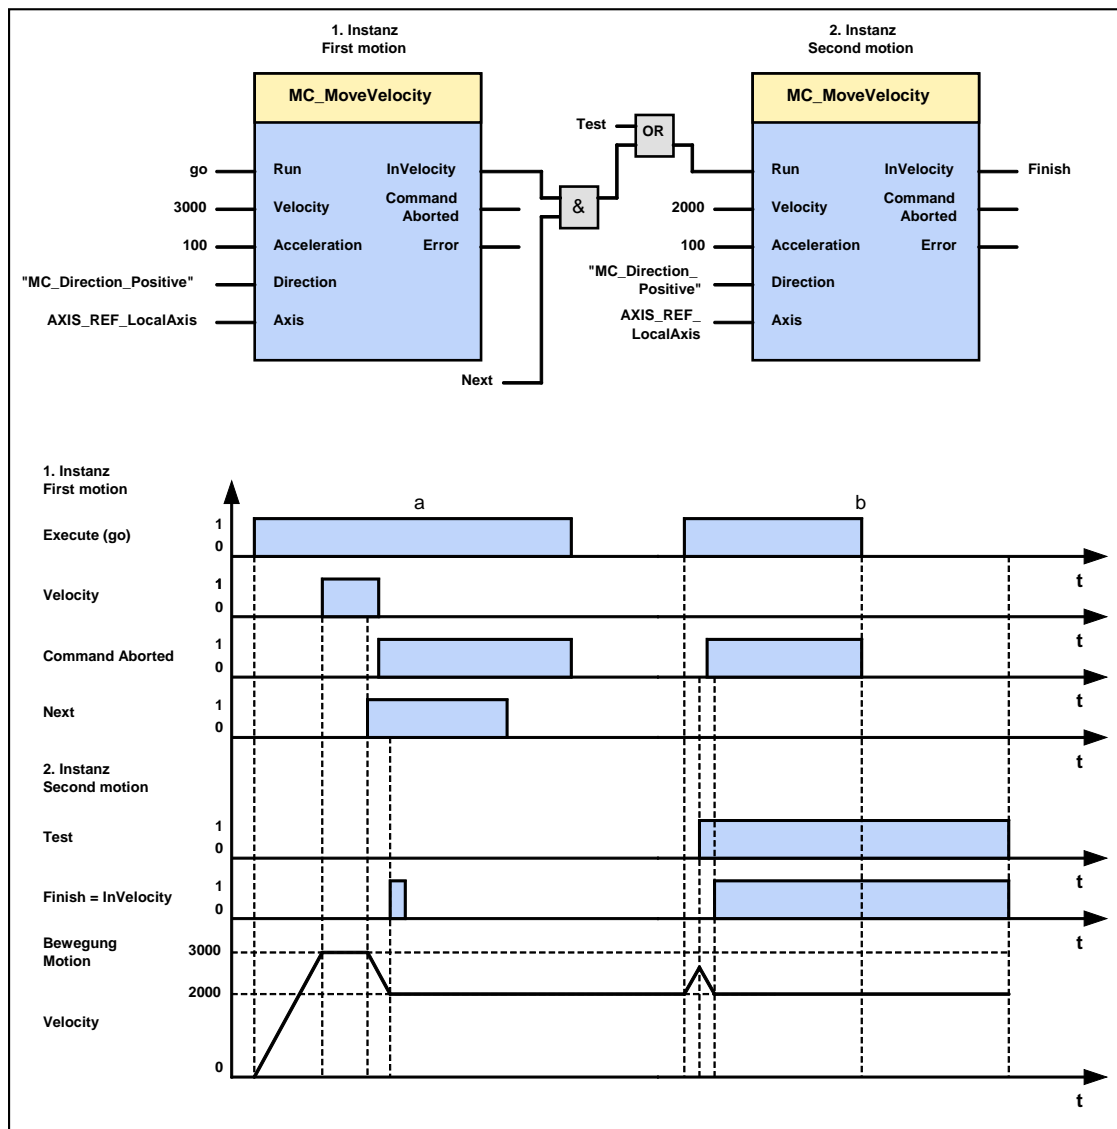 1. Instanz
First motion
2. Instanz
Second motion
MC_MoveVelocity
MC_MoveVelocity
Test
OR
go
Run
InVelocity
&
Run
InVelocity
Finish
3000
Velocity
Command
Aborted
2000
Velocity
Command
Aborted
100
Acceleration
Error
100
Acceleration
Error
"MC_Direction_Positive"
Direction
"MC_Direction_
Positive"
Direction
AXIS_REF_LocalAxis
Axis
AXIS_REF_
LocalAxis
Axis
Next
1. Instanz
First motion
a
b
Execute (go)
1
0
t
Velocity
1
0
t
Command Aborted
1
0
t
Next
1
0
t
2. Instanz
Second motion
Test
1
0
t
Finish = InVelocity
1
0
t
Bewegung
Motion
3000
2000
Velocity
0
t